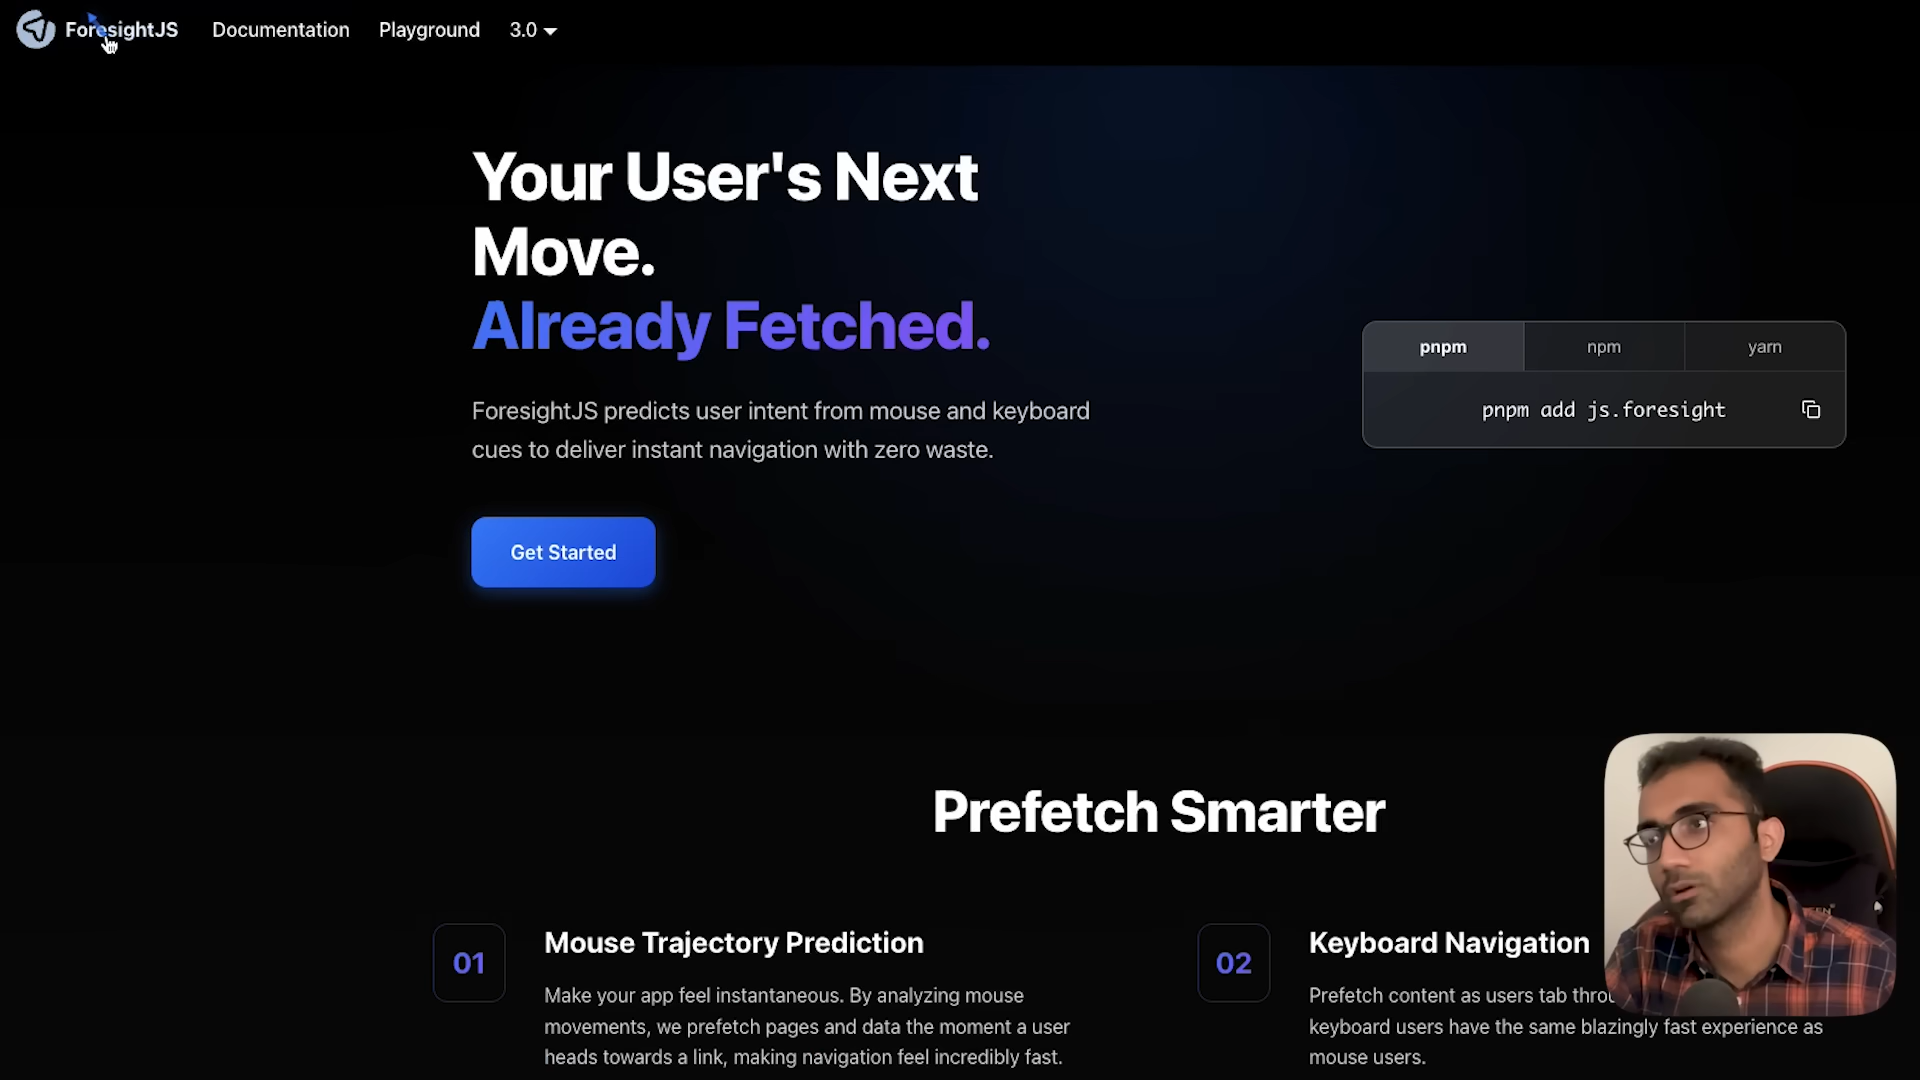 ForesightJS Documentation Playground 3.0
Your User's Next
Move.
Already Fetched.
ForesightJS predicts user intent from mouse and keyboard
cues to deliver instant navigation with zero waste.
Get Started
pnpm npm yarn
pnpm add js.foresight
Prefetch Smarter
01
Mouse Trajectory Prediction
Make your app feel instantaneous. By analyzing mouse
movements, we prefetch pages and data the moment a user
heads towards a link, making navigation feel incredibly fast.
02
Keyboard Navigation
Prefetch content as users tab
keyboard users have the same blazingly fast experience as
mouse users.